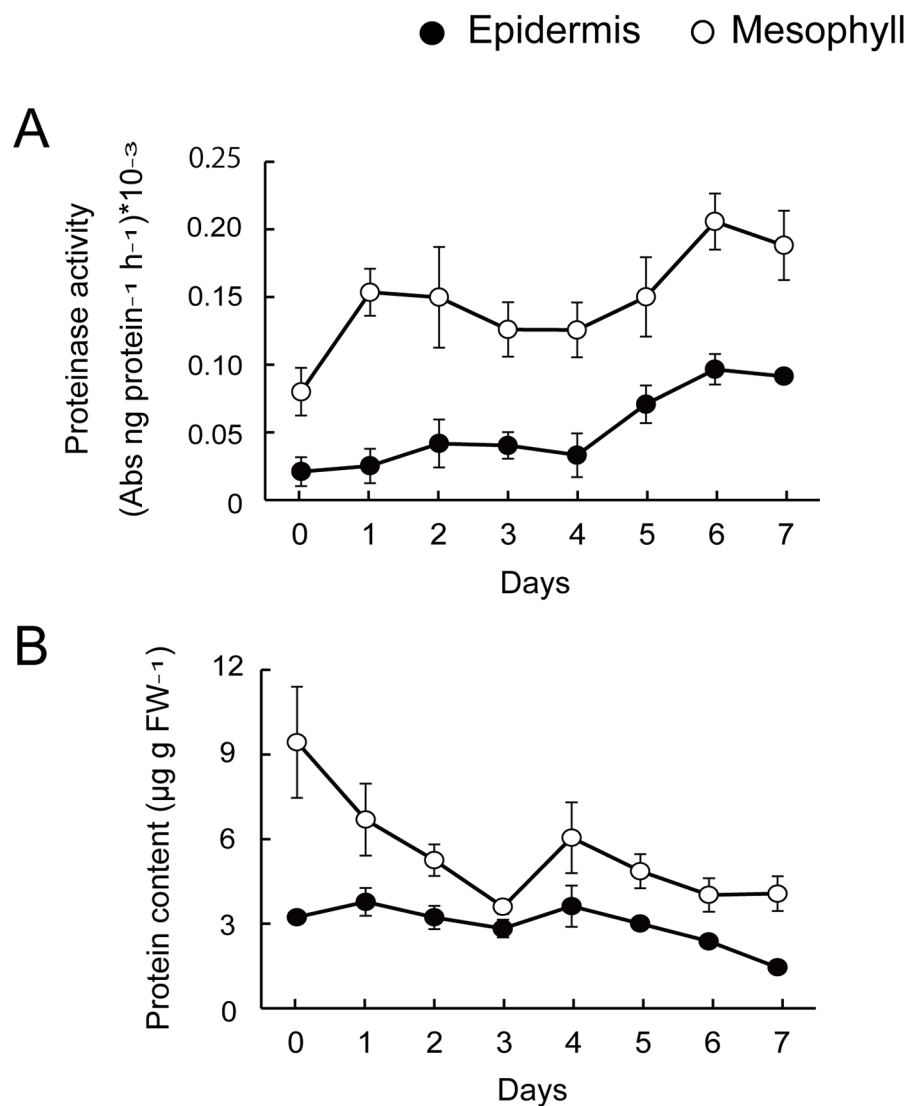 Epidermis Mesophyll
A
Proteinase activity
(Abs ng protein⁻¹ h⁻¹)*10⁻³
0.25
0.20
0.15
0.10
0.05
0
0 1 2 3 4 5 6 7
Days
B
Protein content (µg g FW⁻¹)
12
9
6
3
0
0 1 2 3 4 5 6 7
Days